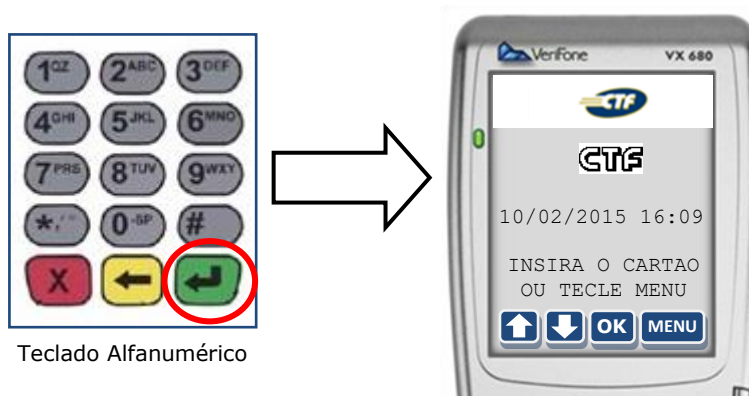 1QZ 2ABC 3DEF
4GHI 5JKL 6MNO
7PRS 8TUV 9WXY
*,'" 0-SP #
X
Teclado Alfanumérico
VeriFone VX 680
CTF
CTF
10/02/2015 16:09
INSIRA O CARTAO
OU TECLE MENU
OK MENU